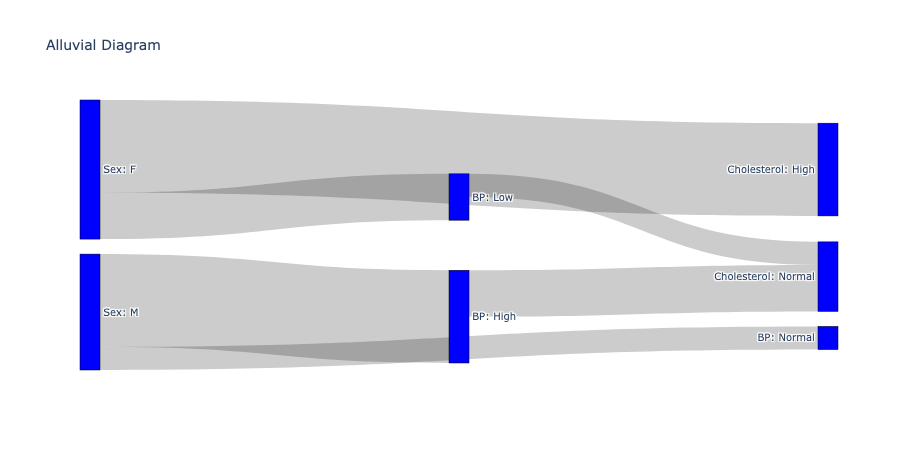 Alluvial Diagram
Sex: F
Cholesterol: High
BP: Low
Cholesterol: Normal
Sex: M
BP: High
BP: Normal